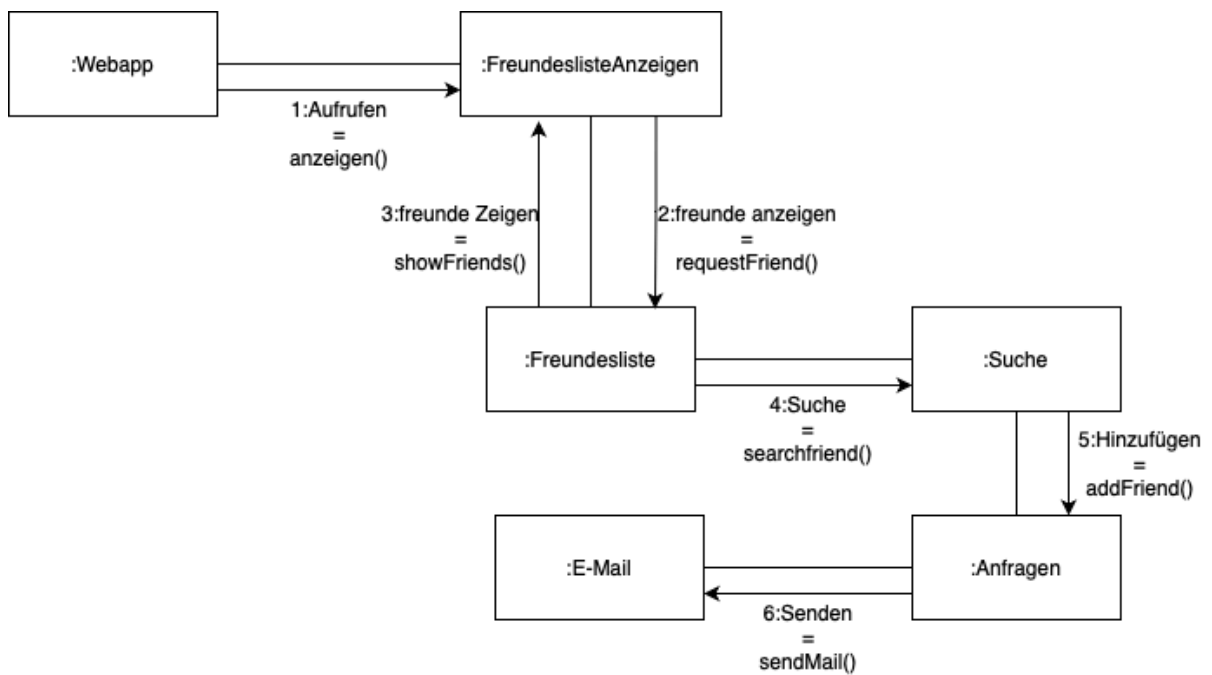 :Webapp
:FreundeslisteAnzeigen
1:Aufrufen
=
anzeigen()
3:freunde Zeigen
=
showFriends()
2:freunde anzeigen
=
requestFriend()
:Freundesliste
:Suche
4:Suche
=
searchfriend()
5:Hinzufügen
=
addFriend()
:E-Mail
:Anfragen
6:Senden
=
sendMail()